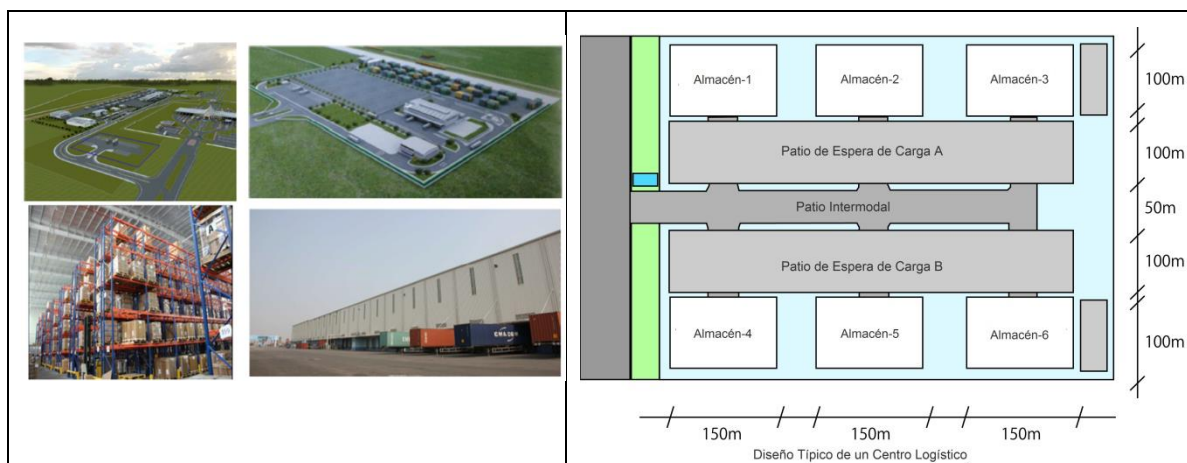 Almacén-1
Almacén-2
Almacén-3
100m
Patio de Espera de Carga A
100m
Patio Intermodal
50m
Patio de Espera de Carga B
100m
Almacén-4
Almacén-5
Almacén-6
100m
150m
150m
150m
Diseño Típico de un Centro Logístico